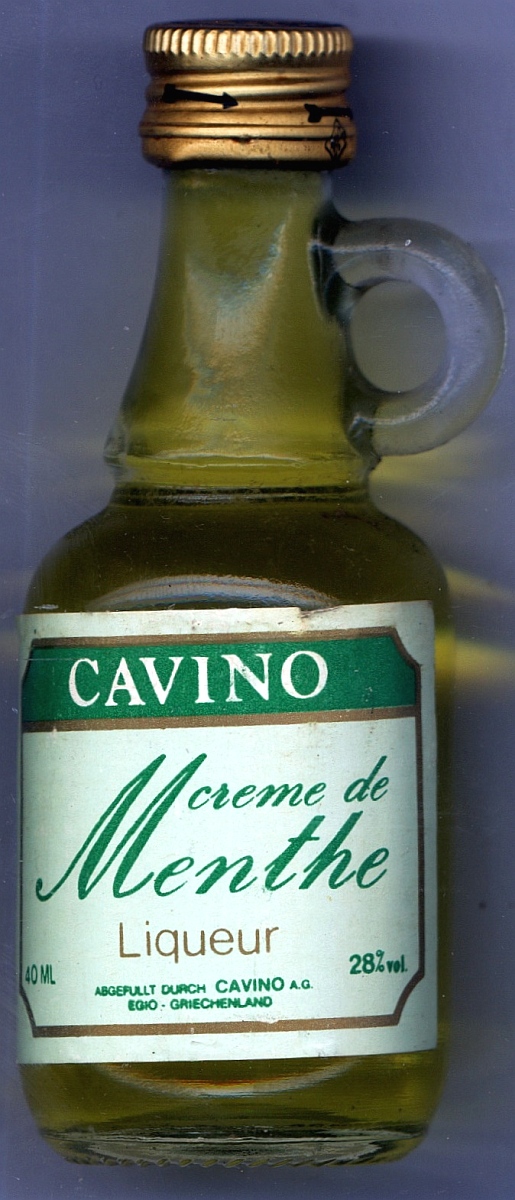 CAVINO
creme de
Menthe
Liqueur
40 ML
28% vol.
ABGEFULLT DURCH CAVINO A.G.
EGIO - GRIECHENLAND